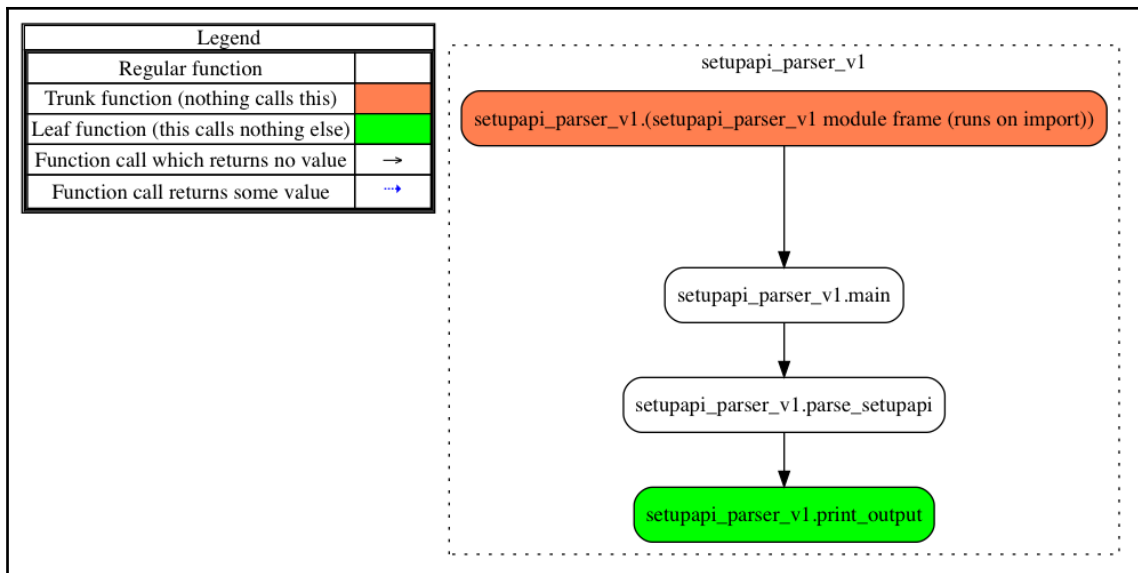 Legend
Regular function
Trunk function (nothing calls this)
Leaf function (this calls nothing else)
Function call which returns no value
Function call returns some value
setupapi_parser_v1
setupapi_parser_v1.(setupapi_parser_v1 module frame (runs on import))
setupapi_parser_v1.main
setupapi_parser_v1.parse_setupapi
setupapi_parser_v1.print_output